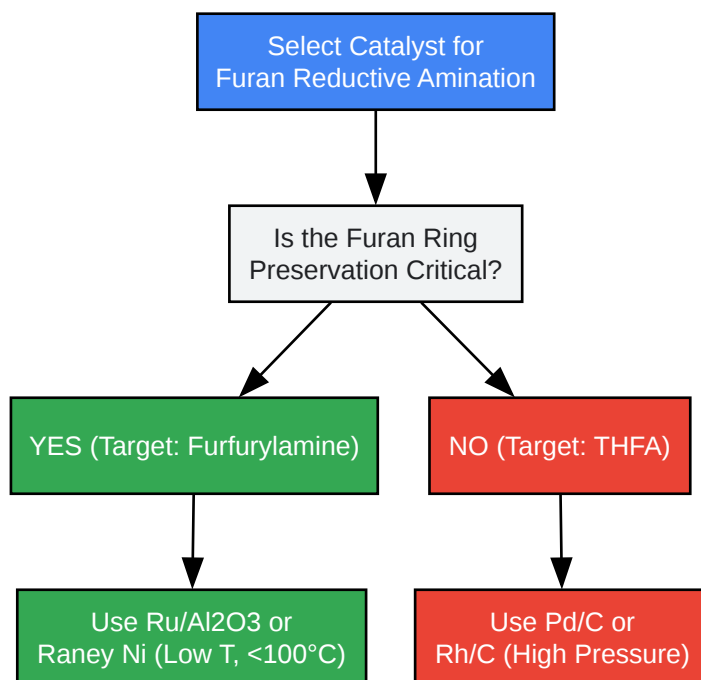 Select Catalyst for
Furan Reductive Amination
Is the Furan Ring
Preservation Critical?
YES (Target: Furfurylamine)
NO (Target: THFA)
Use Ru/Al2O3 or
Raney Ni (Low T, <100°C)
Use Pd/C or
Rh/C (High Pressure)